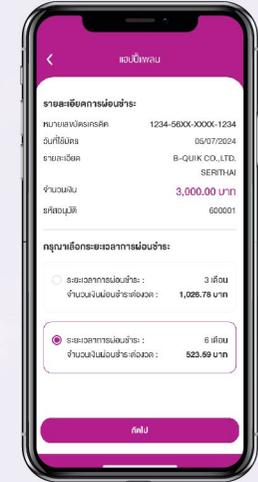 แฮปปี้เพลน
รายละเอียดการผ่อนชำระ
หมายเลขบัตรเครดิต 1234-56XX-XXXX-1234
วันที่ใช้บัตร 05/07/2024
รายละเอียด B-QUIK CO.,LTD.
SERITHAI
จำนวนเงิน 3,000.00 บาท
รหัสอนุมัติ 600001
กรุณาเลือกระยะเวลาการผ่อนชำระ
ระยะเวลาการผ่อนชำระ : 3 เดือน
จำนวนเงินผ่อนชำระต่องวด : 1,026.78 บาท
ระยะเวลาการผ่อนชำระ : 6 เดือน
จำนวนเงินผ่อนชำระต่องวด : 523.59 บาท
ถัดไป